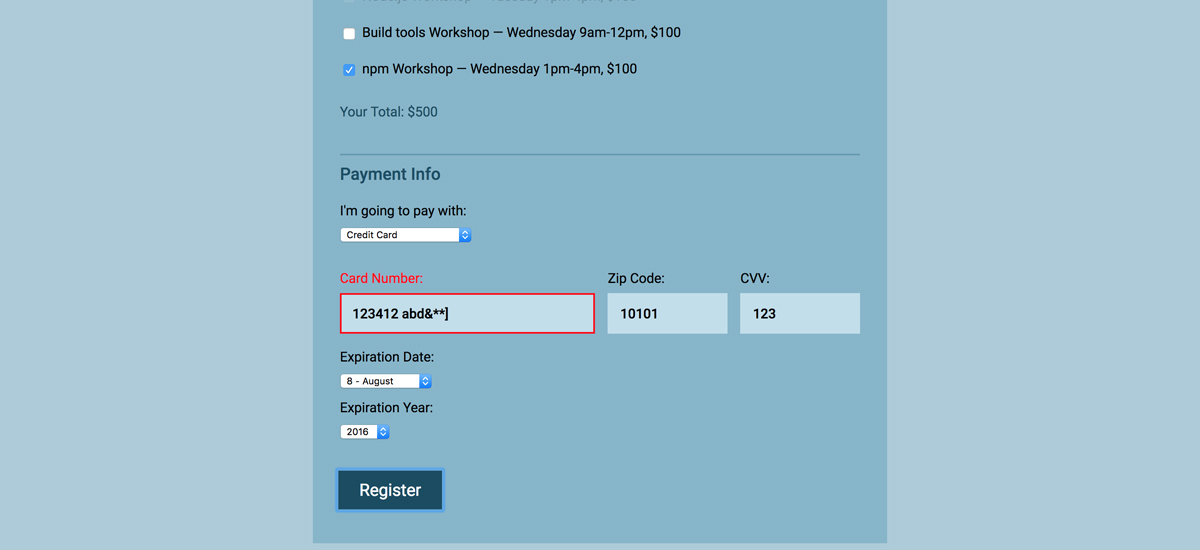 Build tools Workshop — Wednesday 9am-12pm, $100
npm Workshop — Wednesday 1pm-4pm, $100
Your Total: $500
Payment Info
I'm going to pay with:
Credit Card
Card Number: Zip Code: CVV:
123412 abd&**] 10101 123
Expiration Date:
8 - August
Expiration Year:
2016
Register